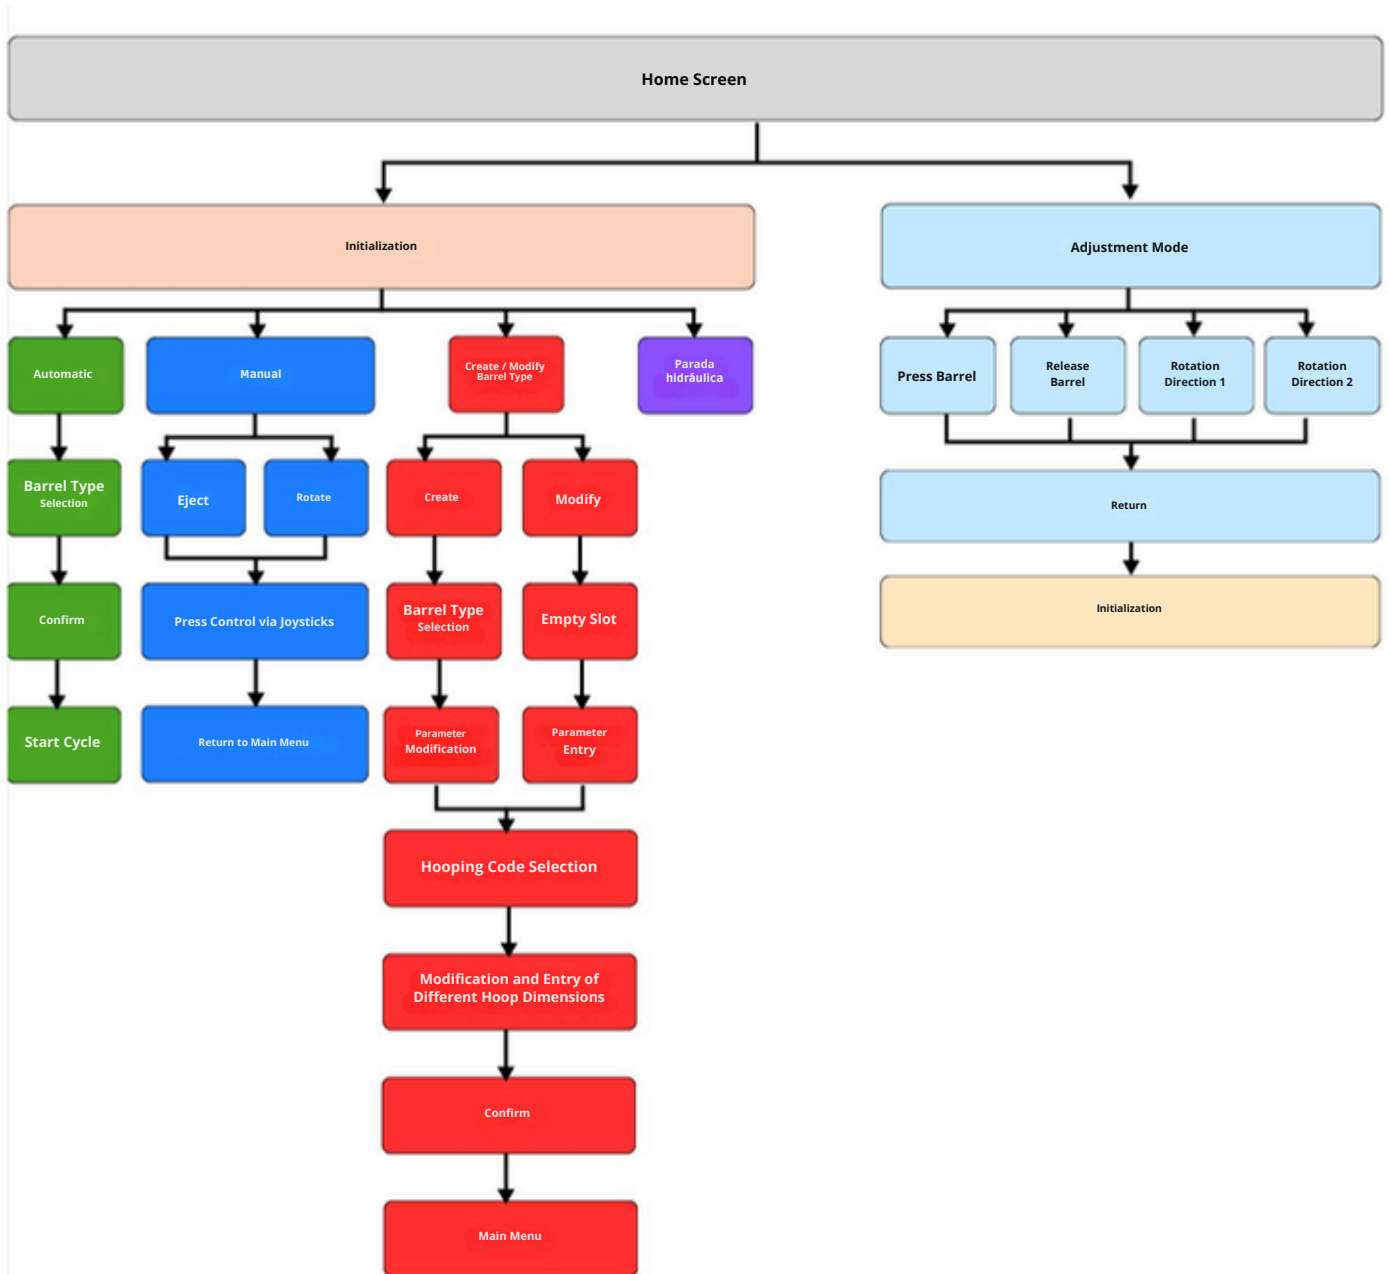 Home Screen
Initialization
Adjustment Mode
Automatic
Manual
Create / Modify
Barrel Type
Parada
hidráulica
Press Barrel
Release
Barrel
Rotation
Direction 1
Rotation
Direction 2
Barrel Type
Selection
Eject
Rotate
Create
Modify
Return
Confirm
Press Control via Joysticks
Barrel Type
Selection
Empty Slot
Initialization
Start Cycle
Return to Main Menu
Parameter
Modification
Parameter
Entry
Hooping Code Selection
Modification and Entry of
Different Hoop Dimensions
Confirm
Main Menu